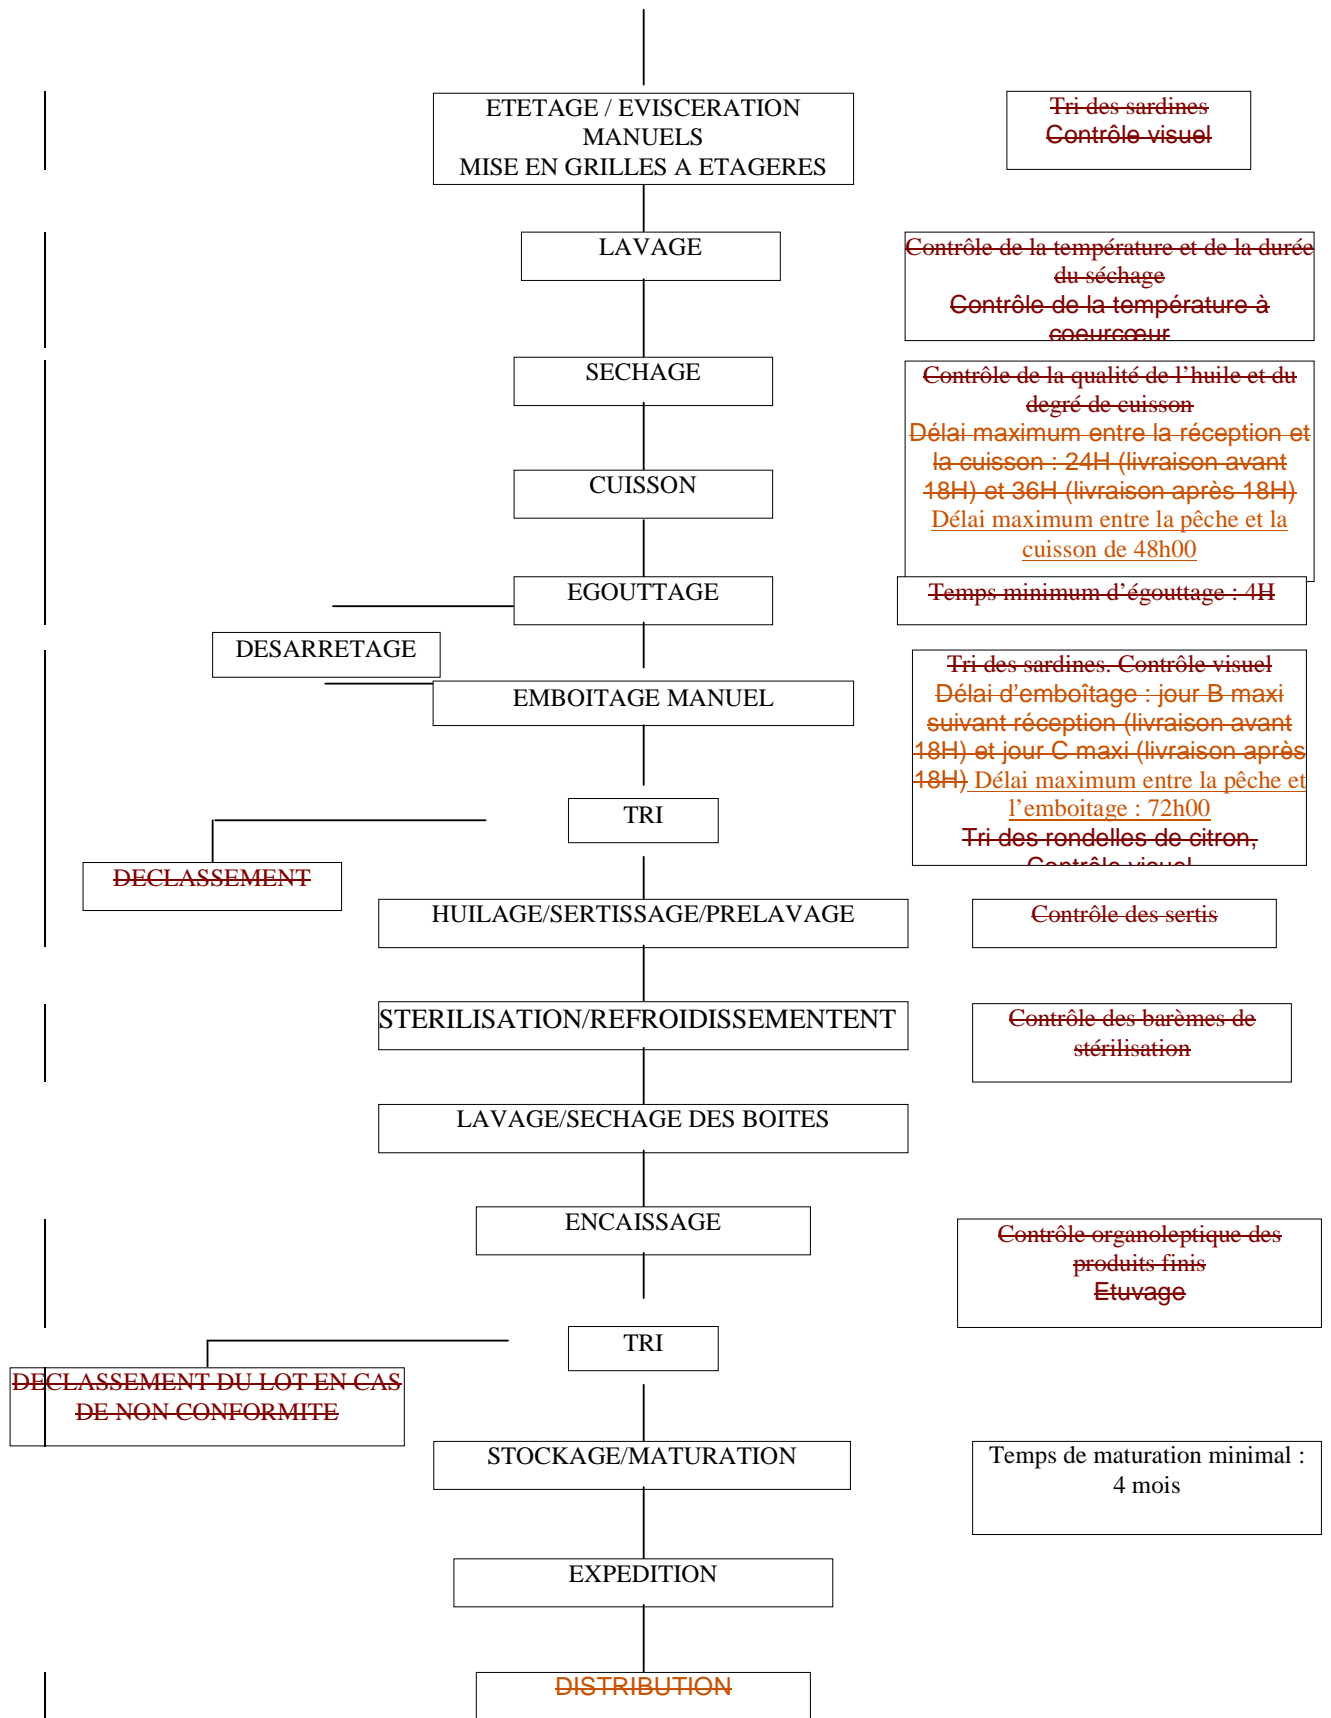 ETETAGE / EVISCERATION
MANUELS
MISE EN GRILLES A ETAGERES
Tri des sardines
Contrôle visuel
LAVAGE
Contrôle de la température et de la durée
du séchage
Contrôle de la température à
coeurcœur
SECHAGE
Contrôle de la qualité de l’huile et du
degré de cuisson
Délai maximum entre la réception et
la cuisson : 24H (livraison avant
18H) et 36H (livraison après 18H)
Délai maximum entre la pêche et la
cuisson de 48h00
CUISSON
EGOUTTAGE
Temps minimum d’égouttage : 4H
DESARRETAGE
EMBOITAGE MANUEL
Tri des sardines. Contrôle visuel
Délai d’emboîtage : jour B maxi
suivant réception (livraison avant
18H) et jour C maxi (livraison après
18H) Délai maximum entre la pêche et
l’emboitage : 72h00
Tri des rondelles de citron,
Contrôle visuel
TRI
DECLASSEMENT
HUILAGE/SERTISSAGE/PRELAVAGE
Contrôle des sertis
STERILISATION/REFROIDISSEMENTENT
Contrôle des barèmes de
stérilisation
LAVAGE/SECHAGE DES BOITES
ENCAISSAGE
Contrôle organoleptique des
produits finis
Etuvage
TRI
DECLASSEMENT DU LOT EN CAS
DE NON CONFORMITE
STOCKAGE/MATURATION
Temps de maturation minimal :
4 mois
EXPEDITION
DISTRIBUTION